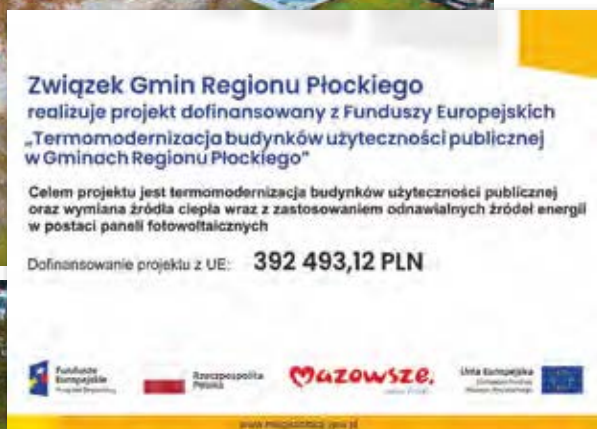 Związek Gmin Regionu Płockiego
realizuje projekt dofinansowany z Funduszy Europejskich
„Termomodernizacja budynków użyteczności publicznej
w Gminach Regionu Płockiego”
Celem projektu jest termomodernizacja budynków użyteczności publicznej
oraz wymiana źródła ciepła wraz z zastosowaniem odnawialnych źródeł energii
w postaci paneli fotowoltaicznych
Dofinansowanie projektu z UE: 392 493,12 PLN
Fundusze
Europejskie
Rzeczpospolita
Polska
Mazowsze.
Unia Europejska